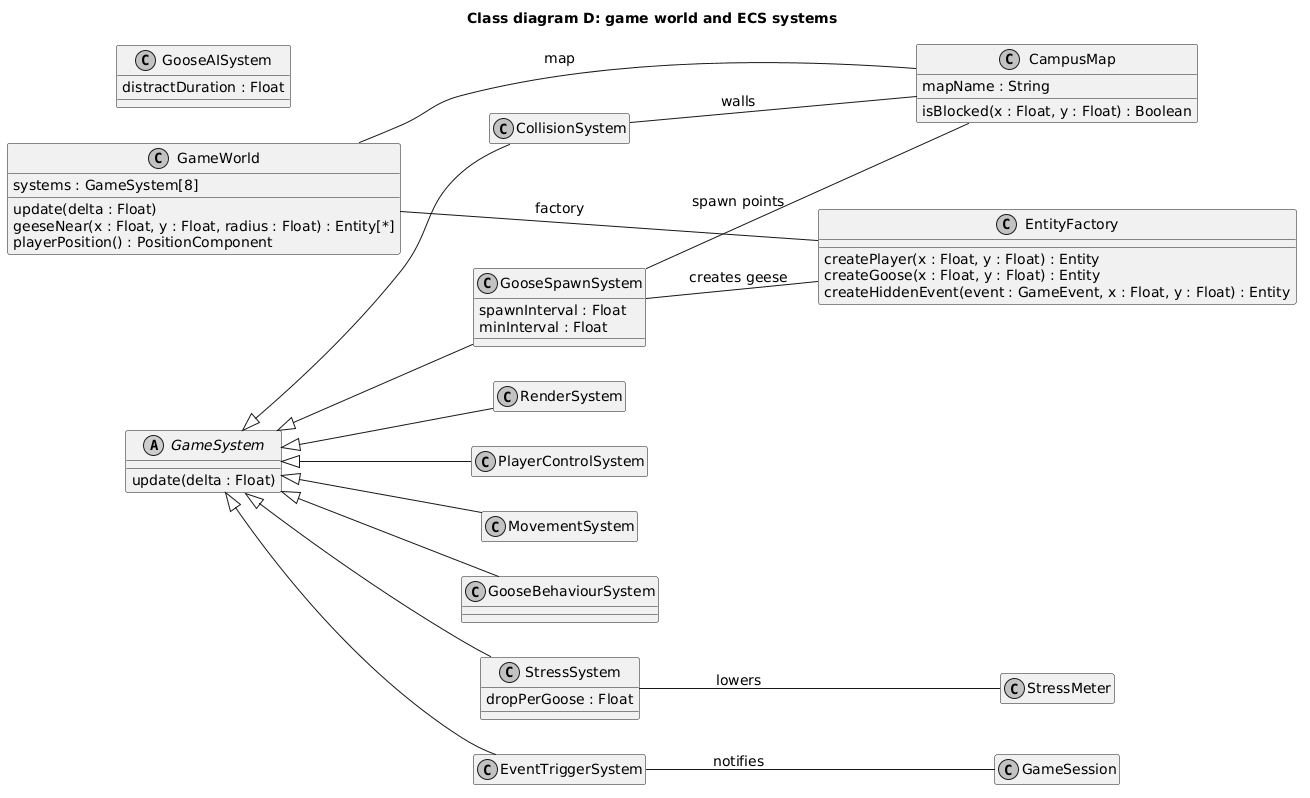 Class diagram D: game world and ECS systems
C GooseAISystem
distractDuration : Float
C GameWorld
systems : GameSystem[8]
update(delta : Float)
geeseNear(x : Float, y : Float, radius : Float) : Entity[*]
playerPosition() : PositionComponent
map
C CampusMap
mapName : String
isBlocked(x : Float, y : Float) : Boolean
C CollisionSystem
walls
factory
spawn points
C EntityFactory
createPlayer(x : Float, y : Float) : Entity
createGoose(x : Float, y : Float) : Entity
createHiddenEvent(event : GameEvent, x : Float, y : Float) : Entity
C GooseSpawnSystem
spawnInterval : Float
minInterval : Float
creates geese
A GameSystem
update(delta : Float)
C RenderSystem
C PlayerControlSystem
C MovementSystem
C GooseBehaviourSystem
C StressSystem
dropPerGoose : Float
lowers
C StressMeter
C EventTriggerSystem
notifies
C GameSession